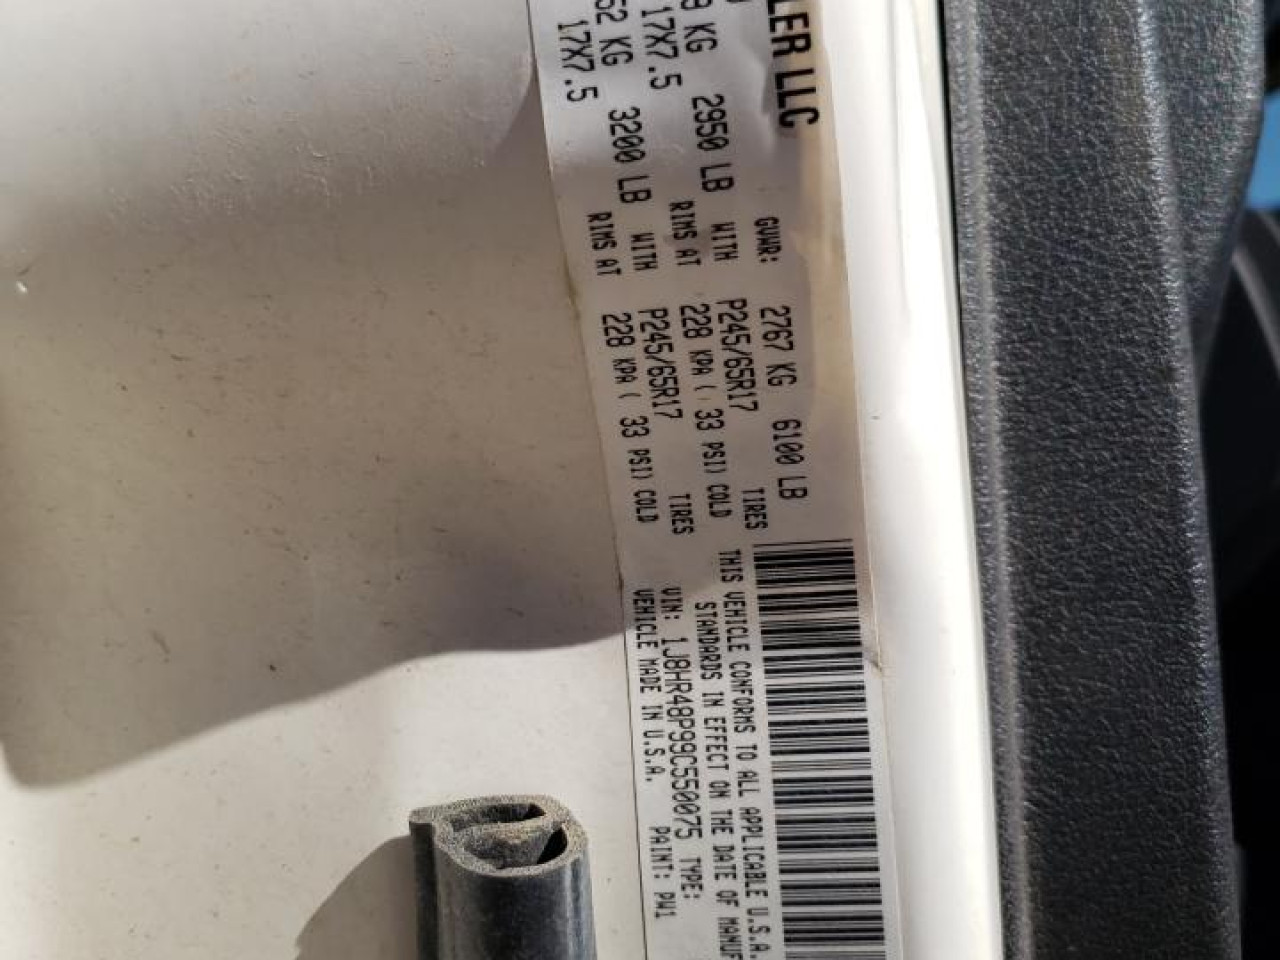 LER LLC
GVWR: 2767 KG 6100 LB
KG 2950 LB WITH P245/65R17 TIRES
17X7.5 RIMS AT 228 KPA ( 33 PSI) COLD
KG 3200 LB WITH P245/65R17 TIRES
17X7.5 RIMS AT 228 KPA ( 33 PSI) COLD
THIS VEHICLE CONFORMS TO ALL APPLICABLE U.S.A.
STANDARDS IN EFFECT ON THE DATE OF MANUF
VIN: 1J8HR48P99C550075 TYPE:
VEHICLE MADE IN U.S.A. PAINT: PW1